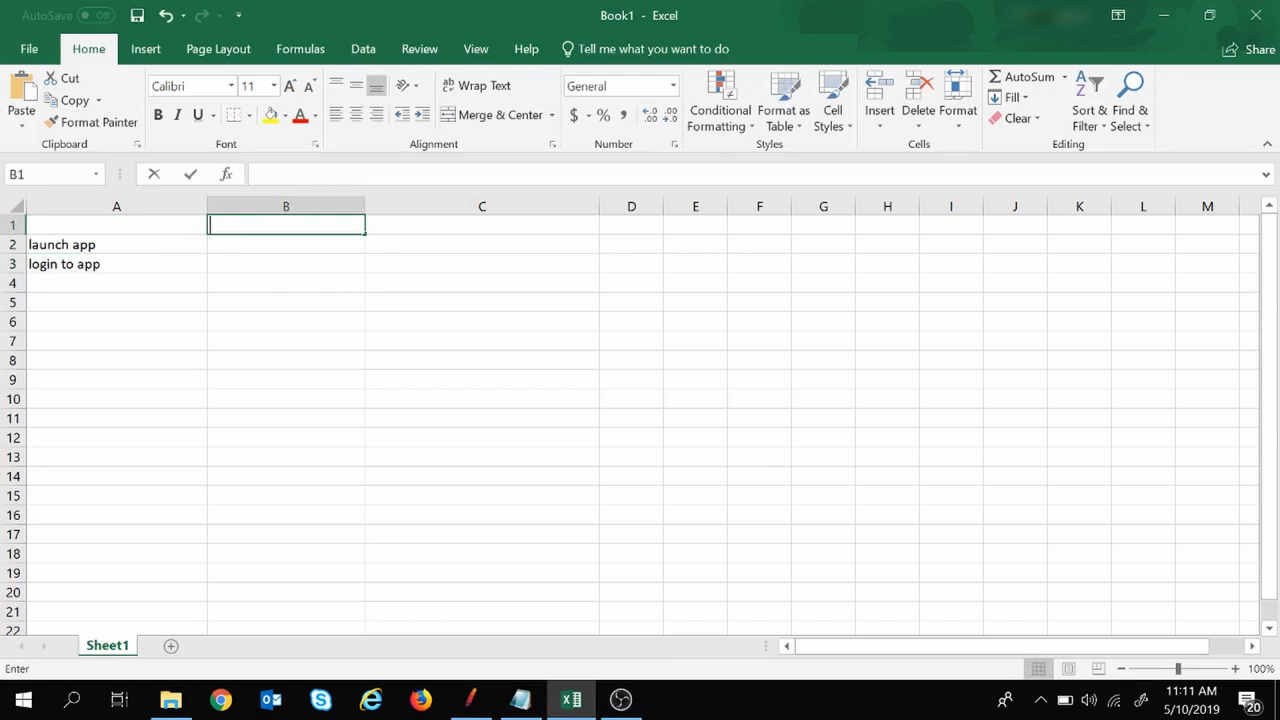 AutoSave Off
Book1 - Excel
File Home Insert Page Layout Formulas Data Review View Help Tell me what you want to do Share
Paste
Cut
Copy
Format Painter
Clipboard
Calibri 11
B I U
Font
Wrap Text
Merge & Center
Alignment
General
$ % ,
Number
Conditional Formatting
Format as Table
Cell Styles
Styles
Insert Delete Format
Cells
AutoSum
Fill
Clear
Sort & Filter
Find & Select
Editing
B1 fx
A B C D E F G H I J K L M
1
2 launch app
3 login to app
4
5
6
7
8
9
10
11
12
13
14
15
16
17
18
19
20
21
22
Sheet1
Enter 100%
11:11 AM
5/10/2019
20